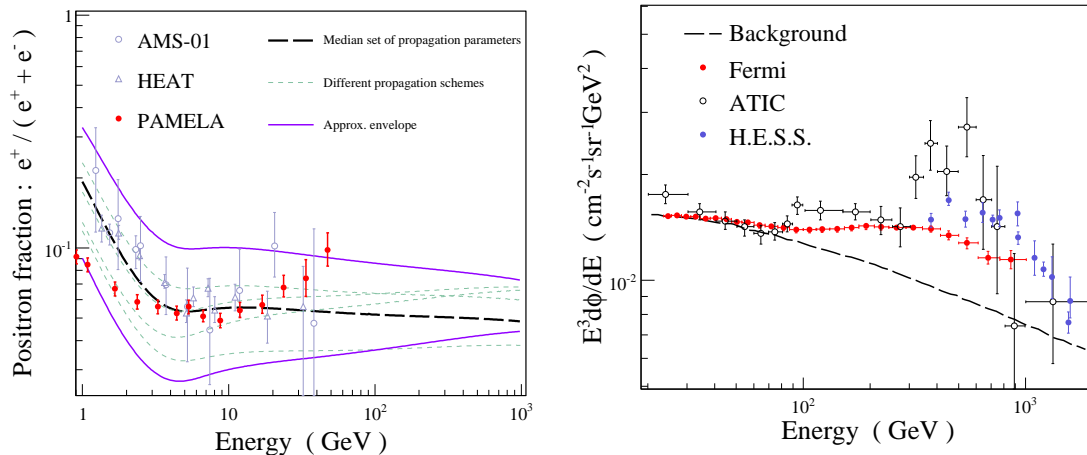 1
10⁻¹
Positron fraction : e⁺ / ( e⁺ + e⁻ )
AMS-01
HEAT
PAMELA
Median set of propagation parameters
Different propagation schemes
Approx. envelope
1 10 10² 10³
Energy ( GeV )
E³dϕ/dE ( cm⁻²s⁻¹sr⁻¹GeV² )
10⁻²
Background
Fermi
ATIC
H.E.S.S.
10² 10³
Energy ( GeV )